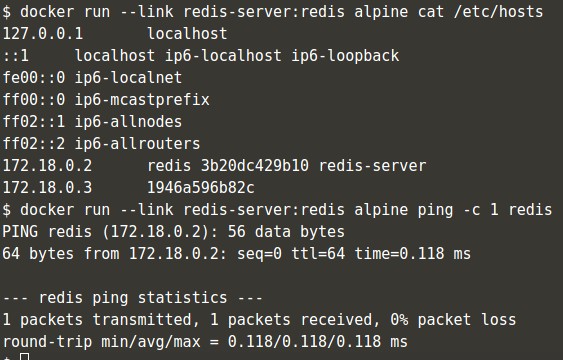 $ docker run --link redis-server:redis alpine cat /etc/hosts
127.0.0.1       localhost
::1     localhost ip6-localhost ip6-loopback
fe00::0 ip6-localnet
ff00::0 ip6-mcastprefix
ff02::1 ip6-allnodes
ff02::2 ip6-allrouters
172.18.0.2      redis 3b20dc429b10 redis-server
172.18.0.3      1946a596b82c
$ docker run --link redis-server:redis alpine ping -c 1 redis
PING redis (172.18.0.2): 56 data bytes
64 bytes from 172.18.0.2: seq=0 ttl=64 time=0.118 ms

--- redis ping statistics ---
1 packets transmitted, 1 packets received, 0% packet loss
round-trip min/avg/max = 0.118/0.118/0.118 ms
$